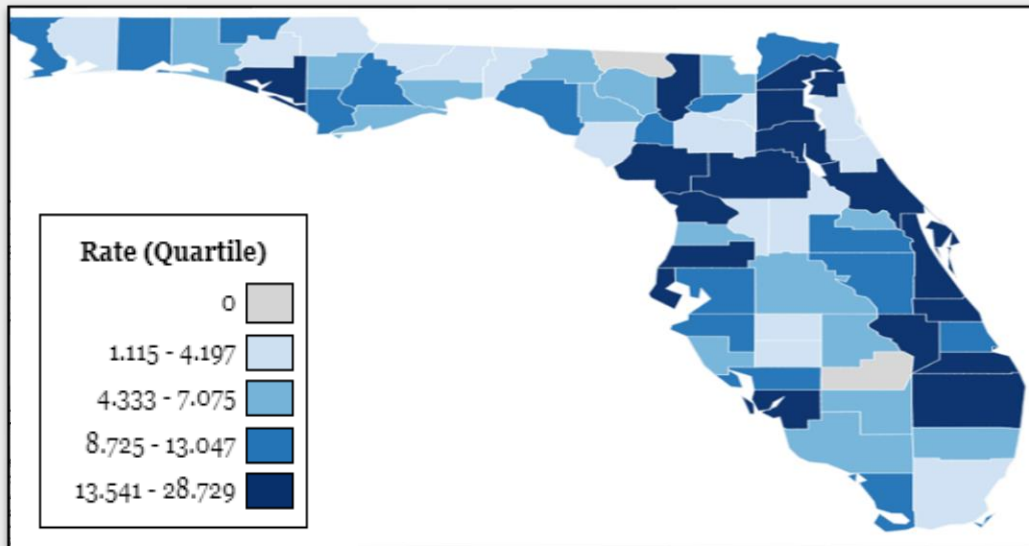 Rate (Quartile)
0
1.115 - 4.197
4.333 - 7.075
8.725 - 13.047
13.541 - 28.729